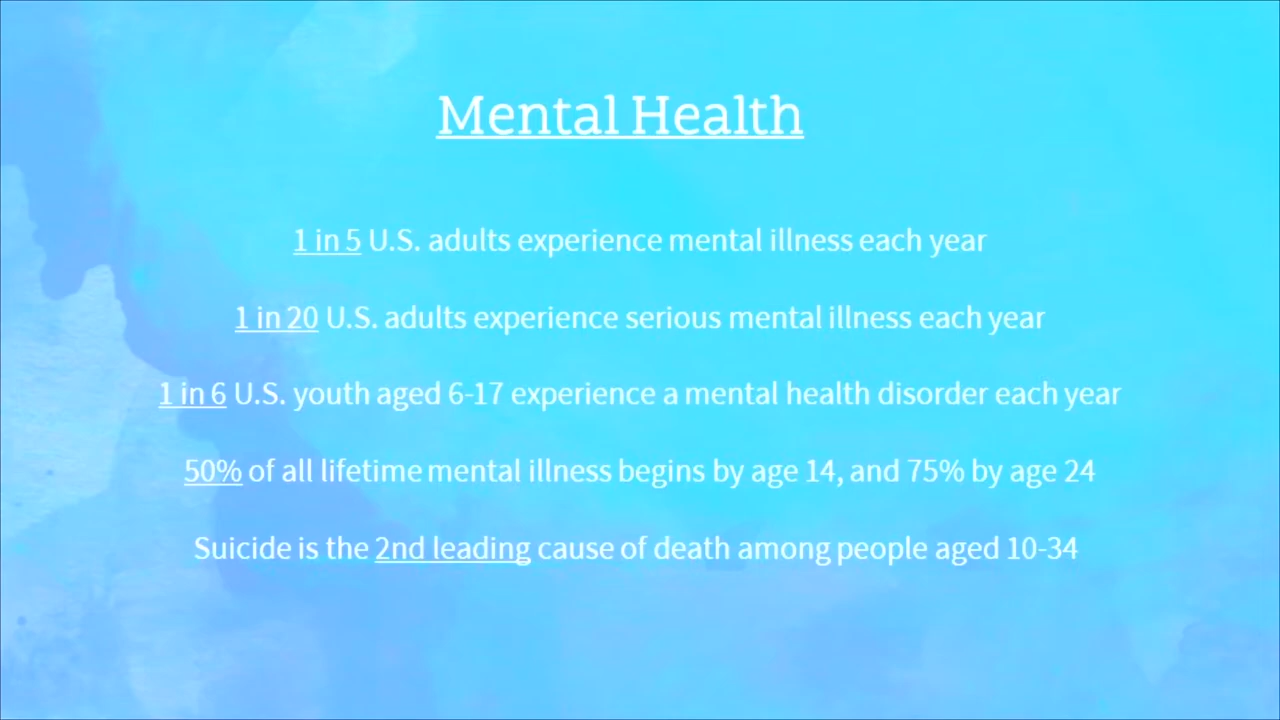 Mental Health
1 in 5 U.S. adults experience mental illness each year
1 in 20 U.S. adults experience serious mental illness each year
1 in 6 U.S. youth aged 6-17 experience a mental health disorder each year
50% of all lifetime mental illness begins by age 14, and 75% by age 24
Suicide is the 2nd leading cause of death among people aged 10-34